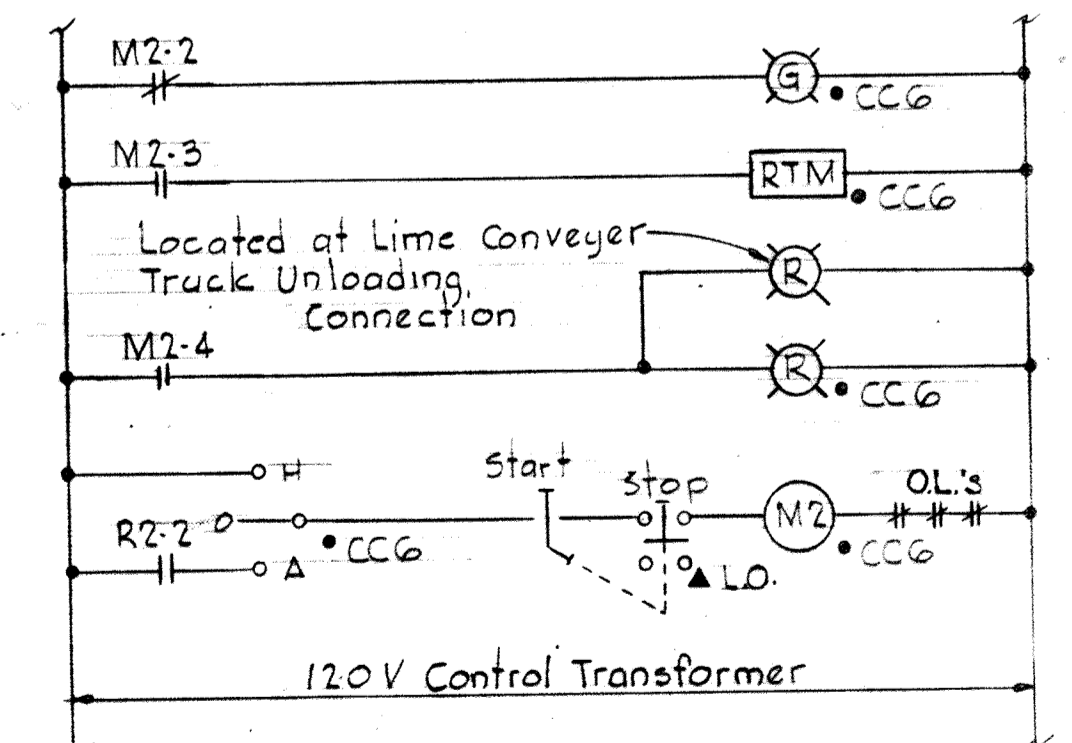 M2-2
G
CC6
M2-3
RTM
CC6
Located at Lime Conveyer
Truck Unloading
Connection
R
M2-4
R
CC6
H
Start
Stop
O.L.'s
R2-2
O
M2
CC6
CC6
A
L.O.
120V Control Transformer